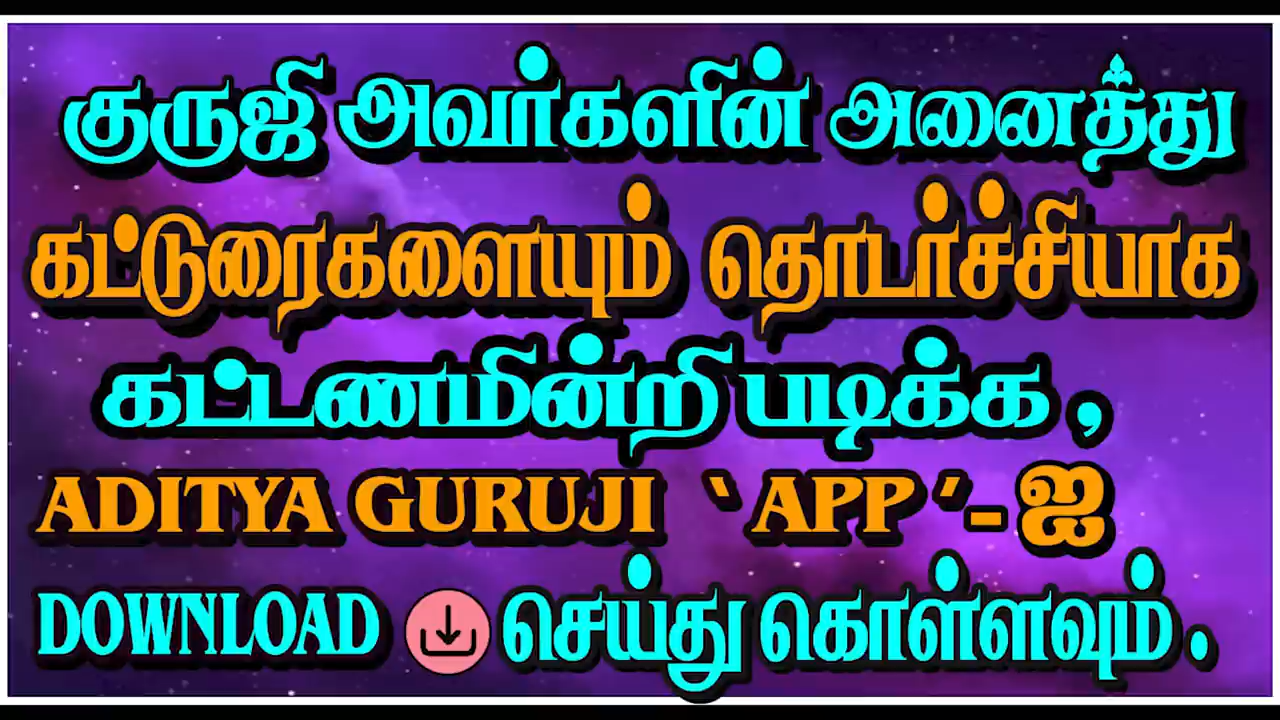 குருஜி அவர்களின் அனைத்து
கட்டுரைகளையும் தொடர்ச்சியாக
கட்டணமின்றி படிக்க ,
ADITYA GURUJI ‘ APP ’-ஐ
DOWNLOAD செய்து கொள்ளவும் .